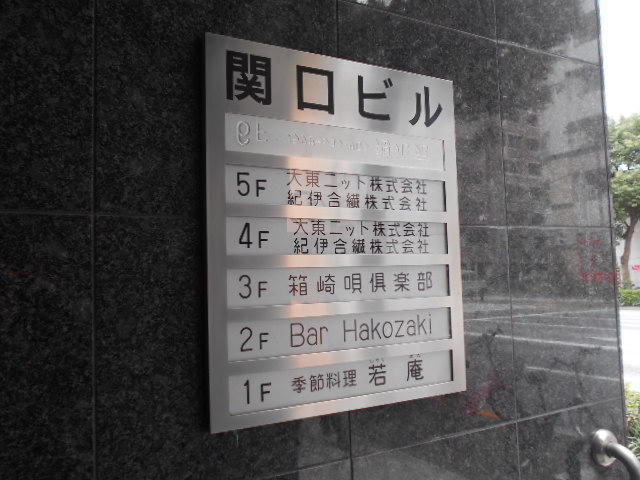 関口ビル
5F 大東ニット株式会社
紀伊合繊株式会社
4F 大東ニット株式会社
紀伊合繊株式会社
3F 箱崎唄倶楽部
2F Bar Hakozaki
1F 季節料理 若庵